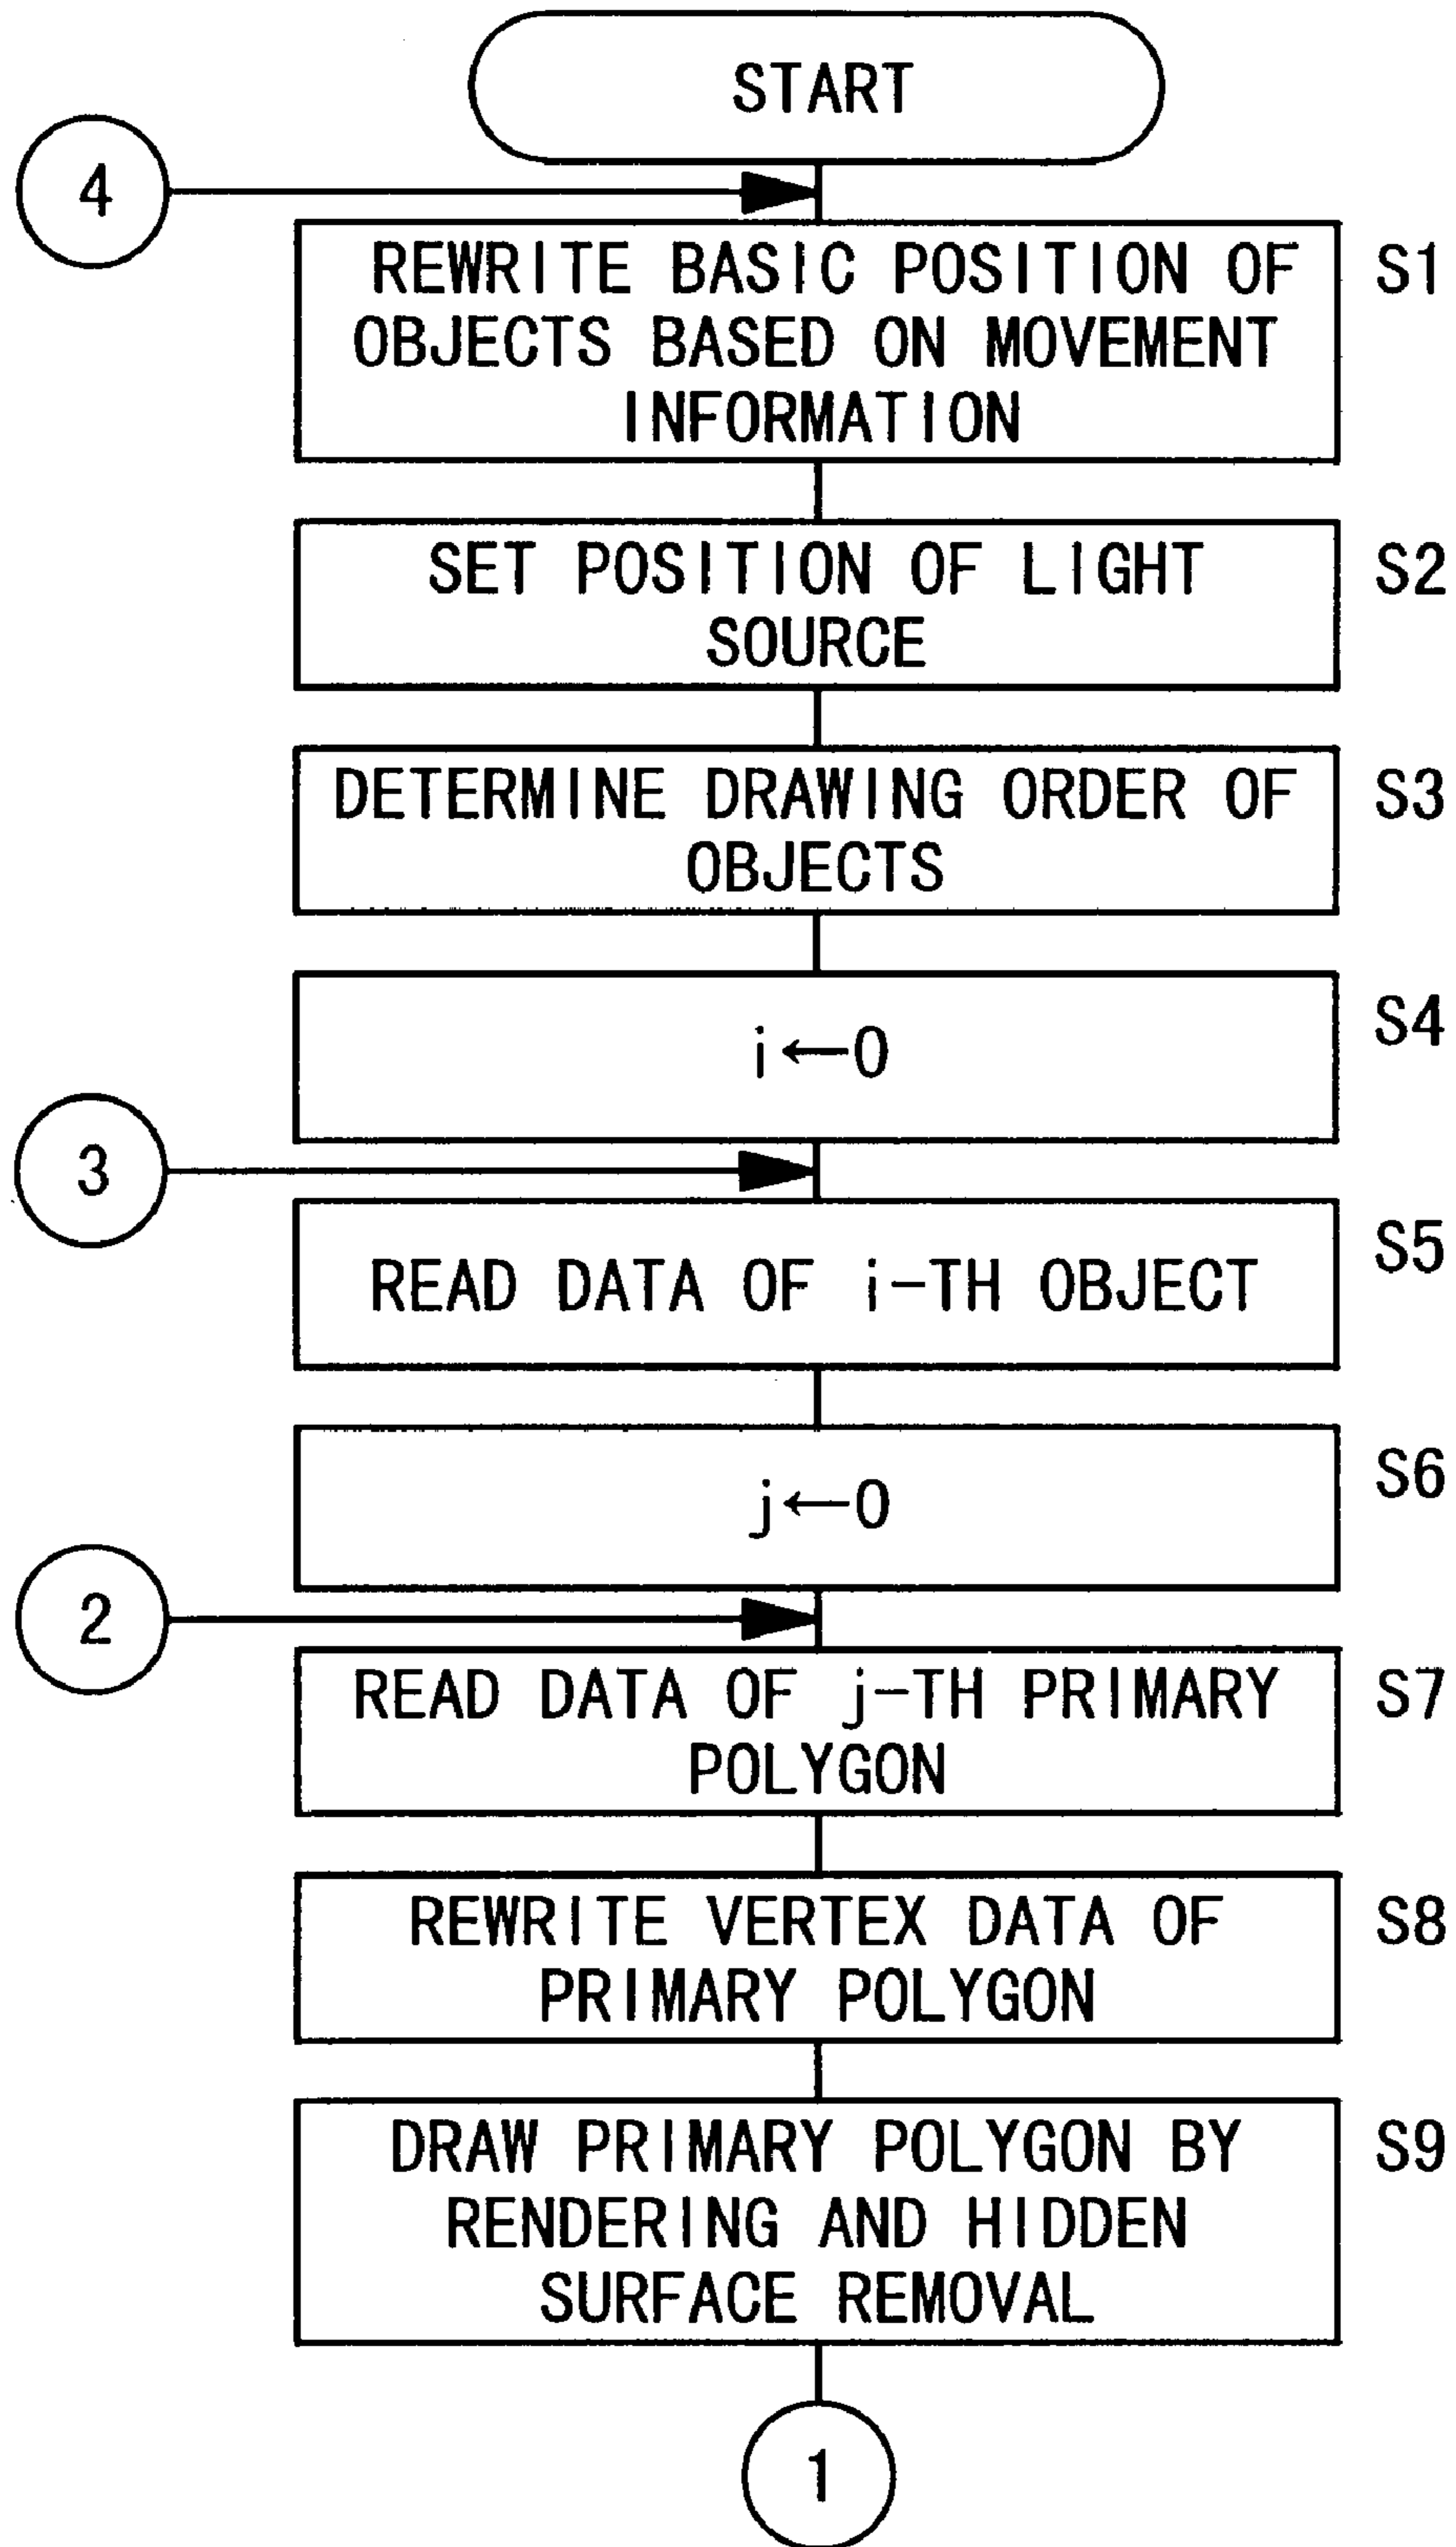 START
4
REWRITE BASIC POSITION OF
OBJECTS BASED ON MOVEMENT
INFORMATION
S1
SET POSITION OF LIGHT
SOURCE
S2
DETERMINE DRAWING ORDER OF
OBJECTS
S3
i←0
S4
3
READ DATA OF i-TH OBJECT
S5
j←0
S6
2
READ DATA OF j-TH PRIMARY
POLYGON
S7
REWRITE VERTEX DATA OF
PRIMARY POLYGON
S8
DRAW PRIMARY POLYGON BY
RENDERING AND HIDDEN
SURFACE REMOVAL
S9
1